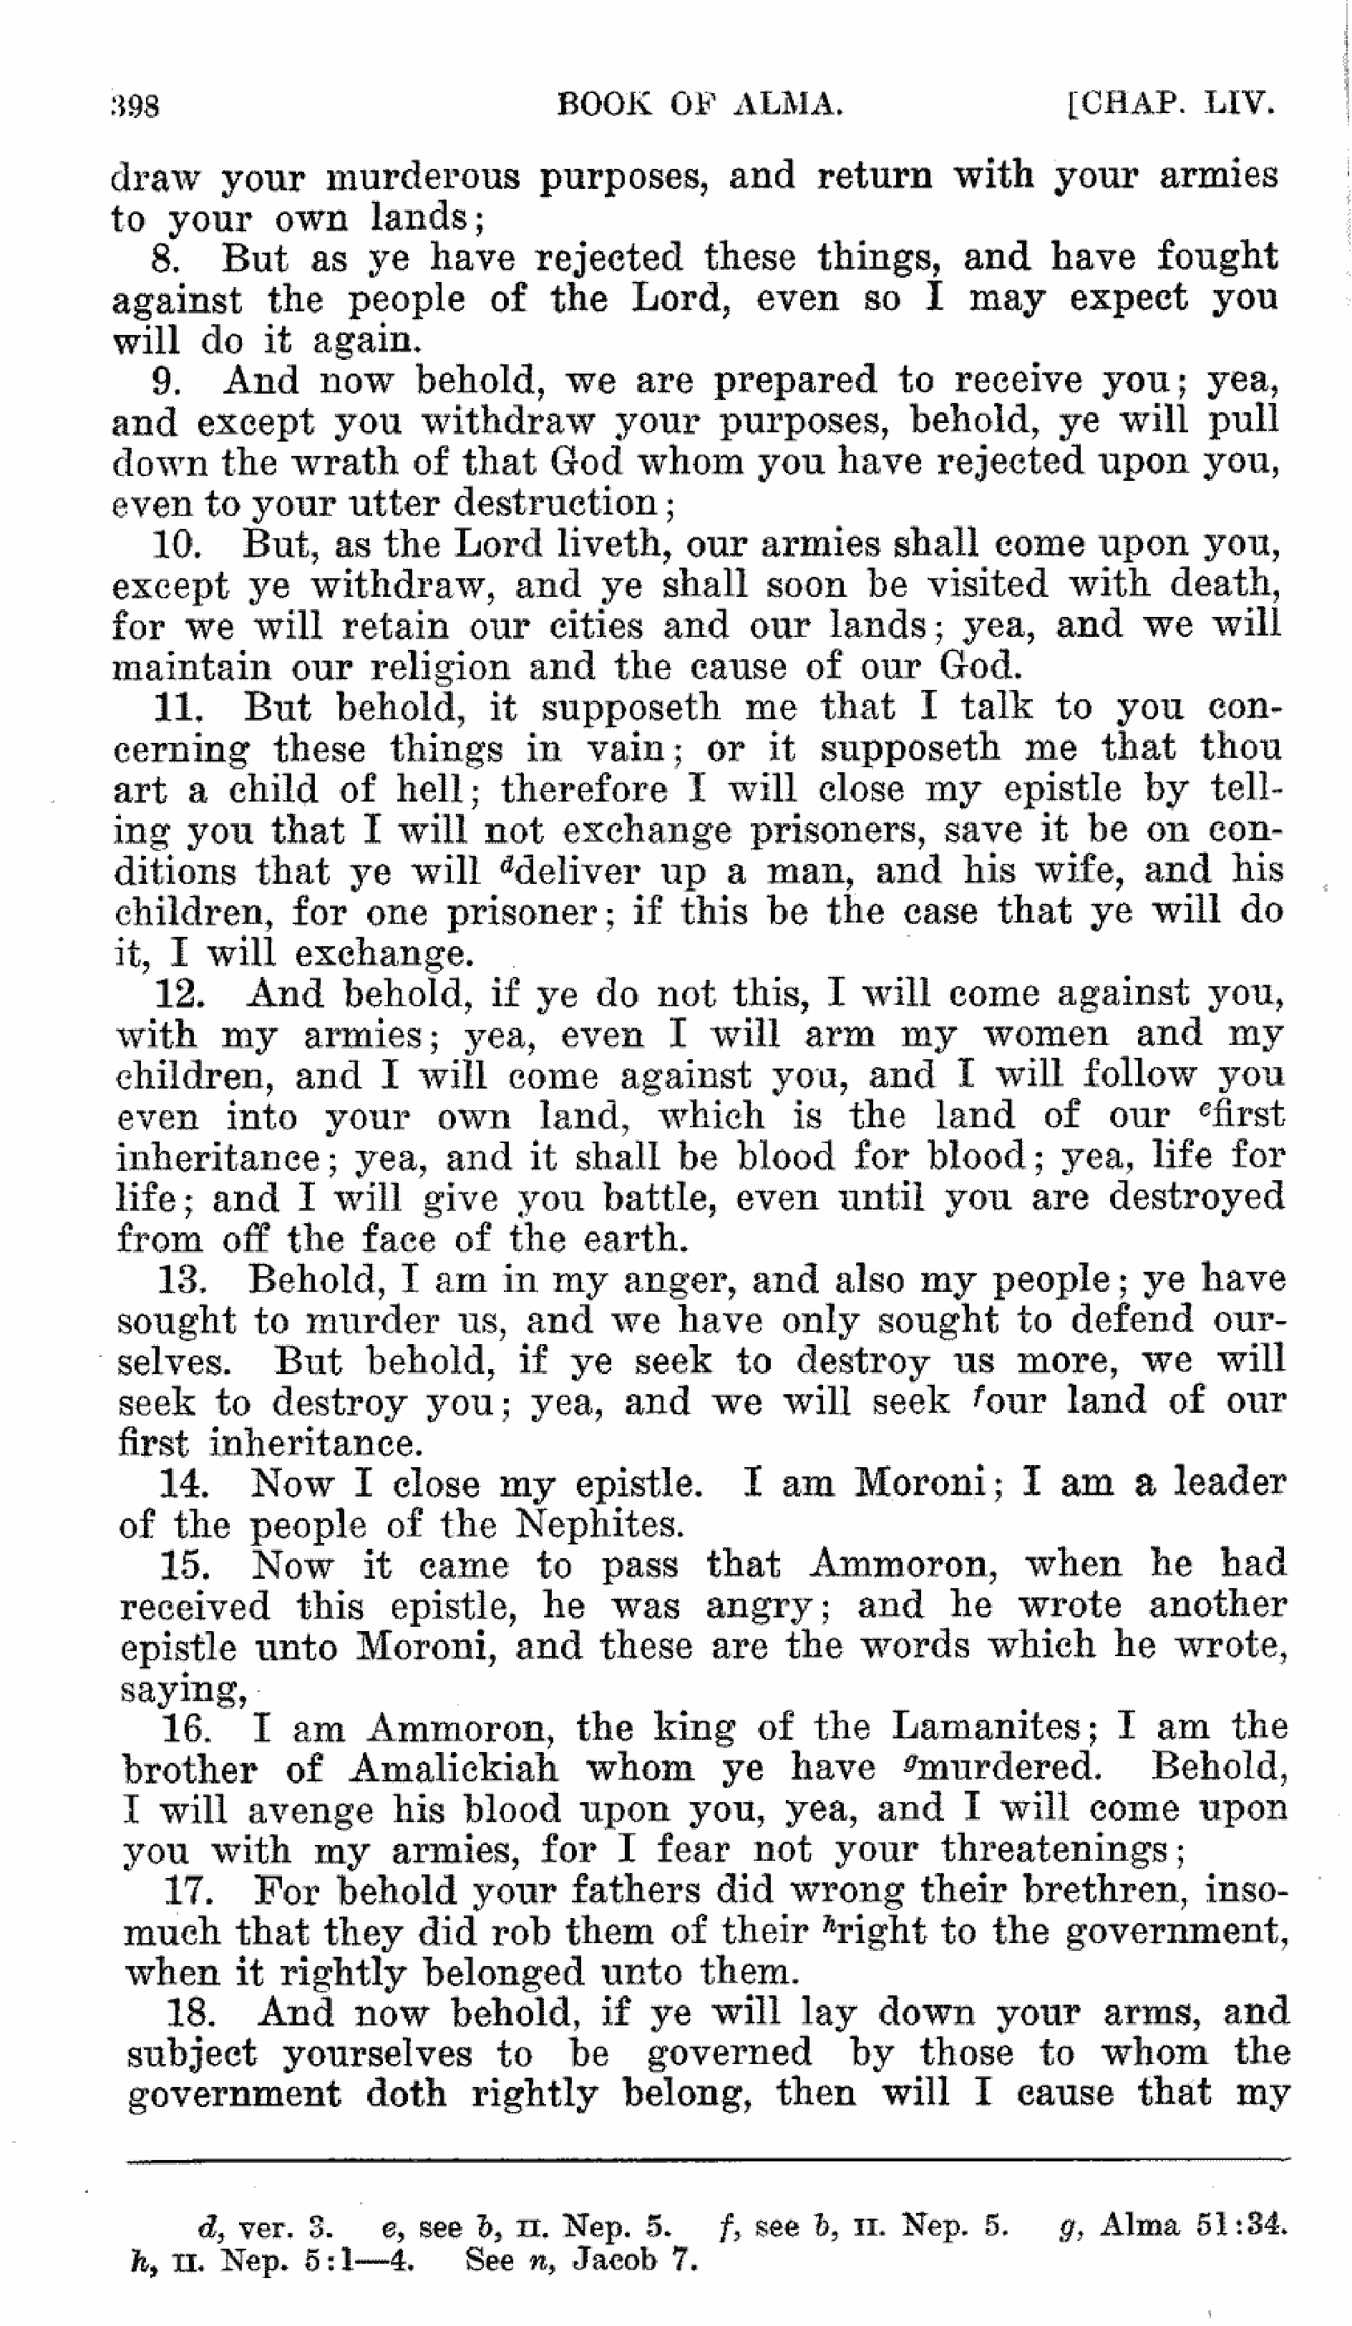 398 BOOK OF ALMA. [CHAP. LIV.
draw your murderous purposes, and return with your armies
to your own lands;
8. But as ye have rejected these things, and have fought
against the people of the Lord, even so I may expect you
will do it again.
9. And now behold, we are prepared to receive you; yea,
and except you withdraw your purposes, behold, ye will pull
down the wrath of that God whom you have rejected upon you,
even to your utter destruction;
10. But, as the Lord liveth, our armies shall come upon you,
except ye withdraw, and ye shall soon be visited with death,
for we will retain our cities and our lands; yea, and we will
maintain our religion and the cause of our God.
11. But behold, it supposeth me that I talk to you con-
cerning these things in vain; or it supposeth me that thou
art a child of hell; therefore I will close my epistle by tell-
ing you that I will not exchange prisoners, save it be on con-
ditions that ye will ᵈdeliver up a man, and his wife, and his
children, for one prisoner; if this be the case that ye will do
it, I will exchange.
12. And behold, if ye do not this, I will come against you,
with my armies; yea, even I will arm my women and my
children, and I will come against you, and I will follow you
even into your own land, which is the land of our ᵉfirst
inheritance; yea, and it shall be blood for blood; yea, life for
life; and I will give you battle, even until you are destroyed
from off the face of the earth.
13. Behold, I am in my anger, and also my people; ye have
sought to murder us, and we have only sought to defend our-
selves. But behold, if ye seek to destroy us more, we will
seek to destroy you; yea, and we will seek ᶠour land of our
first inheritance.
14. Now I close my epistle. I am Moroni; I am a leader
of the people of the Nephites.
15. Now it came to pass that Ammoron, when he had
received this epistle, he was angry; and he wrote another
epistle unto Moroni, and these are the words which he wrote,
saying,
16. I am Ammoron, the king of the Lamanites; I am the
brother of Amalickiah whom ye have ᵍmurdered. Behold,
I will avenge his blood upon you, yea, and I will come upon
you with my armies, for I fear not your threatenings;
17. For behold your fathers did wrong their brethren, inso-
much that they did rob them of their ʰright to the government,
when it rightly belonged unto them.
18. And now behold, if ye will lay down your arms, and
subject yourselves to be governed by those to whom the
government doth rightly belong, then will I cause that my
d, ver. 3. e, see b, II. Nep. 5. f, see b, II. Nep. 5. g, Alma 51:34.
h, II. Nep. 5:1—4. See n, Jacob 7.